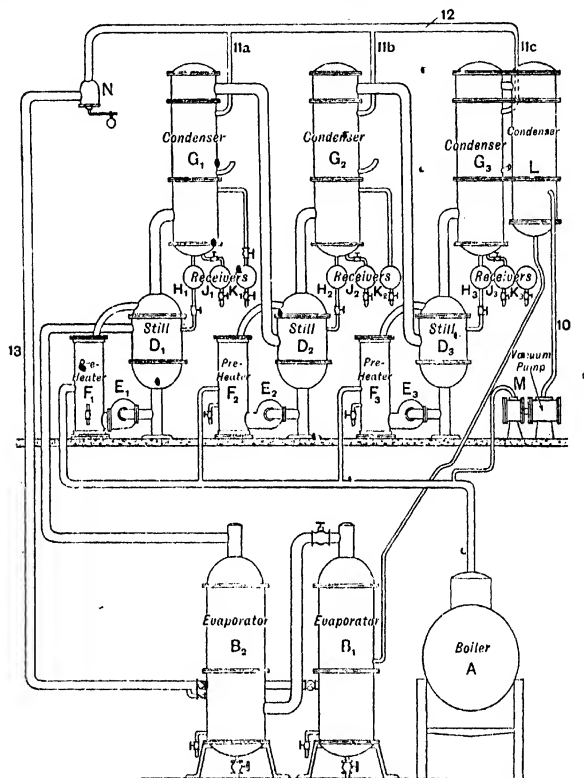 12
11a
11b
11c
N
Condenser
G1
Condenser
G2
Condenser
G3
Condenser
L
Receivers
H1 J1 K1
Receivers
H2 J2 K2
Receivers
H3 J3 K3
13
10
Still
D1
Still
D2
Still
D3
Pre-
Heater
F1
E1
Pre-
Heater
F2
E2
Pre-
Heater
F3
E3
Vacuum
Pump
M
Evaporator
B2
Evaporator
B1
Boiler
A